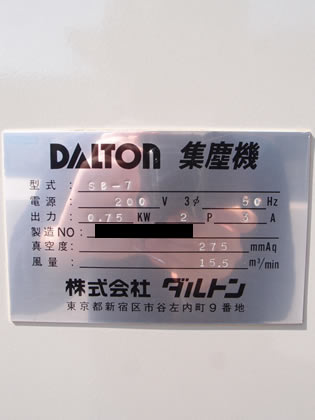 DALTON 集塵機
型式 : SB-7
電源 : 200 V 3φ 50 Hz
出力 : 0.75 KW 2 P 3 A
製造NO :
真空度 : 275 mmAq
風量 : 15.5 m³/min
株式会社 ダルトン
東京都新宿区市谷左内町9番地